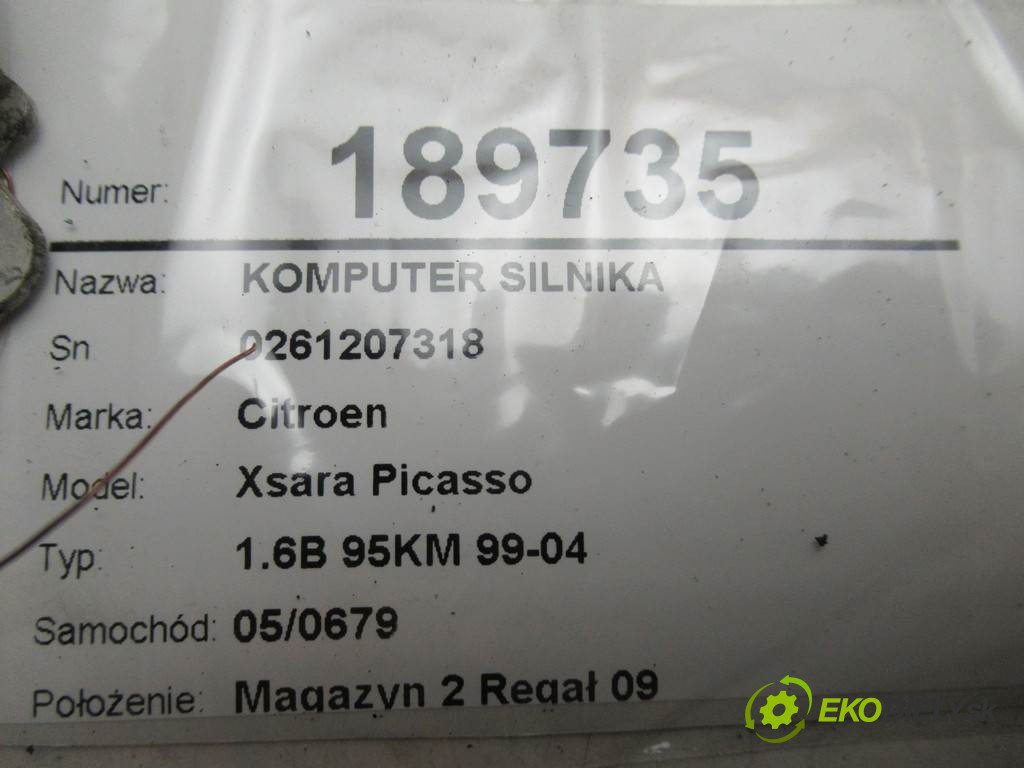 Numer: 189735
Nazwa: KOMPUTER SILNIKA
Sn 0261207318
Marka: Citroen
Model: Xsara Picasso
Typ: 1.6B 95KM 99-04
Samochód: 05/0679
Położenie: Magazyn 2 Regał 09
EKO